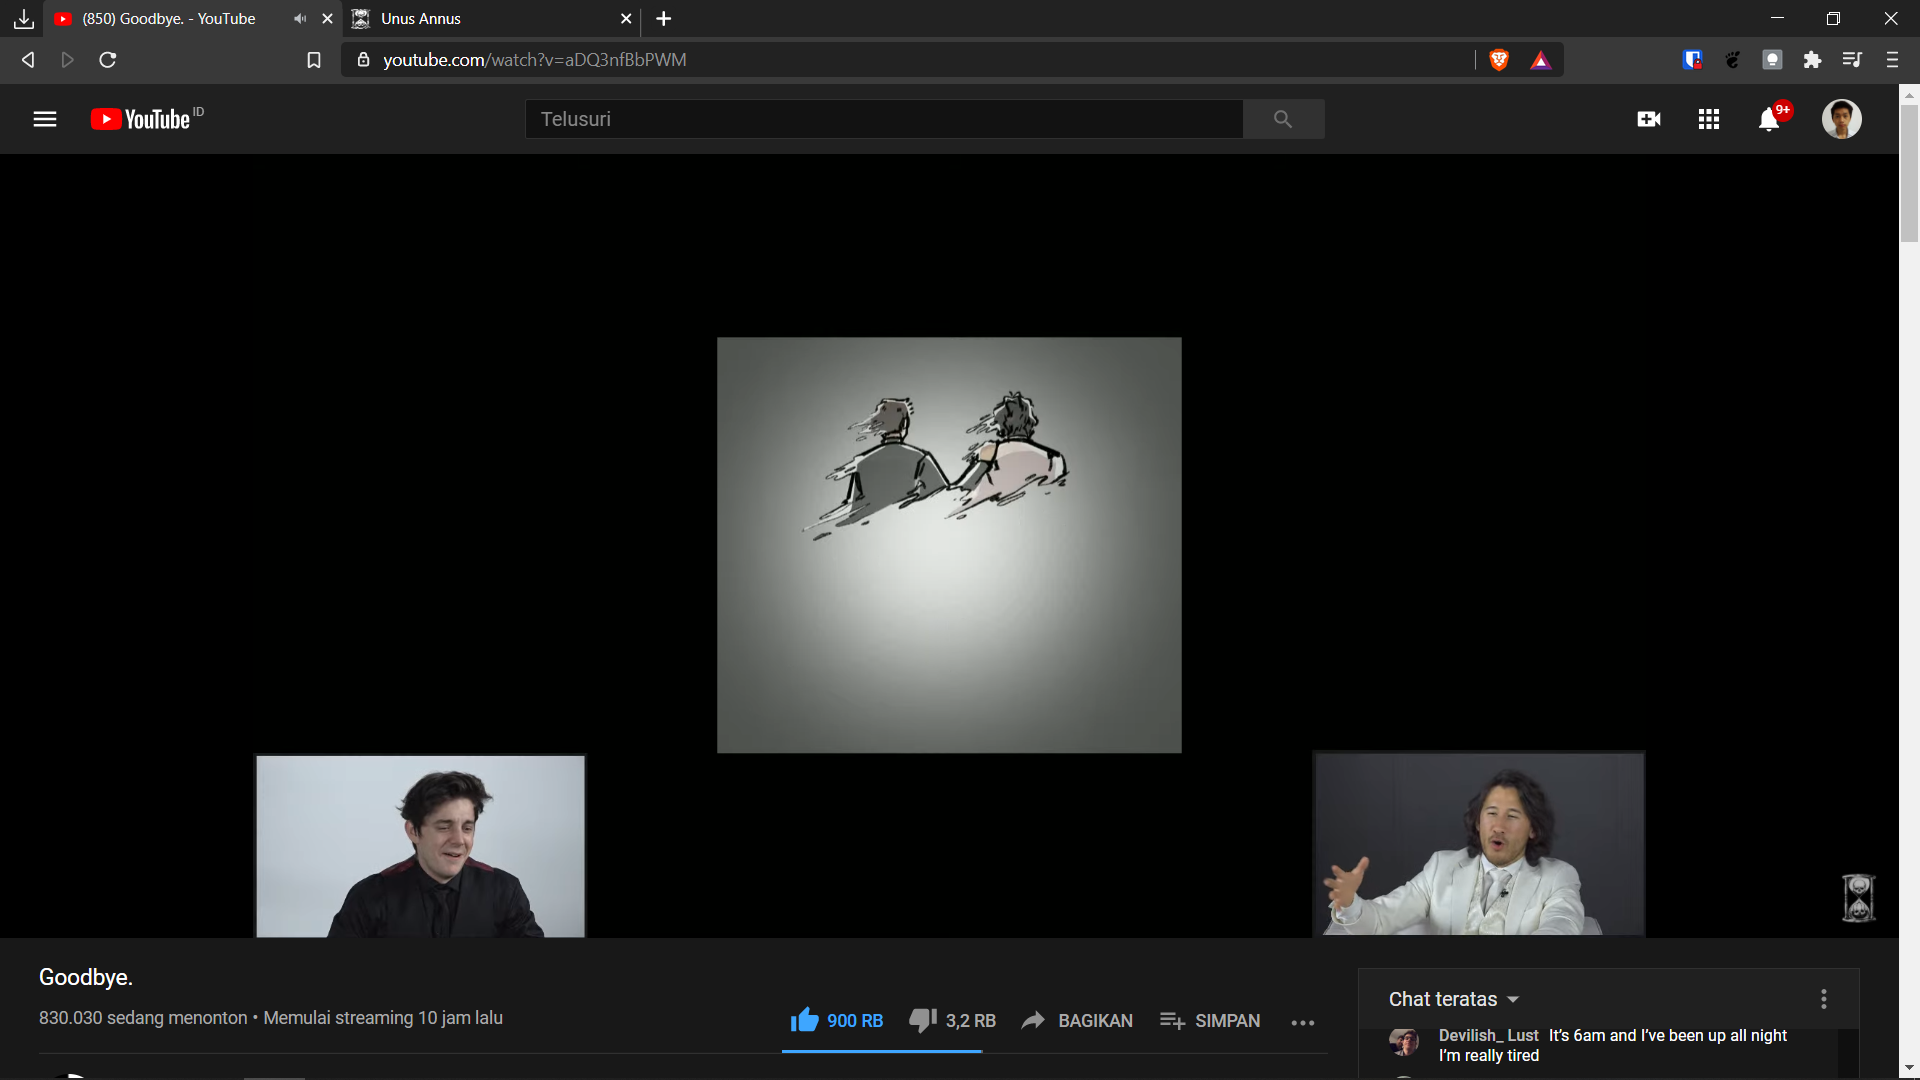 (850) Goodbye. - YouTube
Unus Annus
youtube.com/watch?v=aDQ3nfBbPWM
YouTube ID
Telusuri
9+
Goodbye.
830.030 sedang menonton • Memulai streaming 10 jam lalu
900 RB
3,2 RB
BAGIKAN
SIMPAN
Chat teratas
Devilish_ Lust It's 6am and I've been up all night
I'm really tired